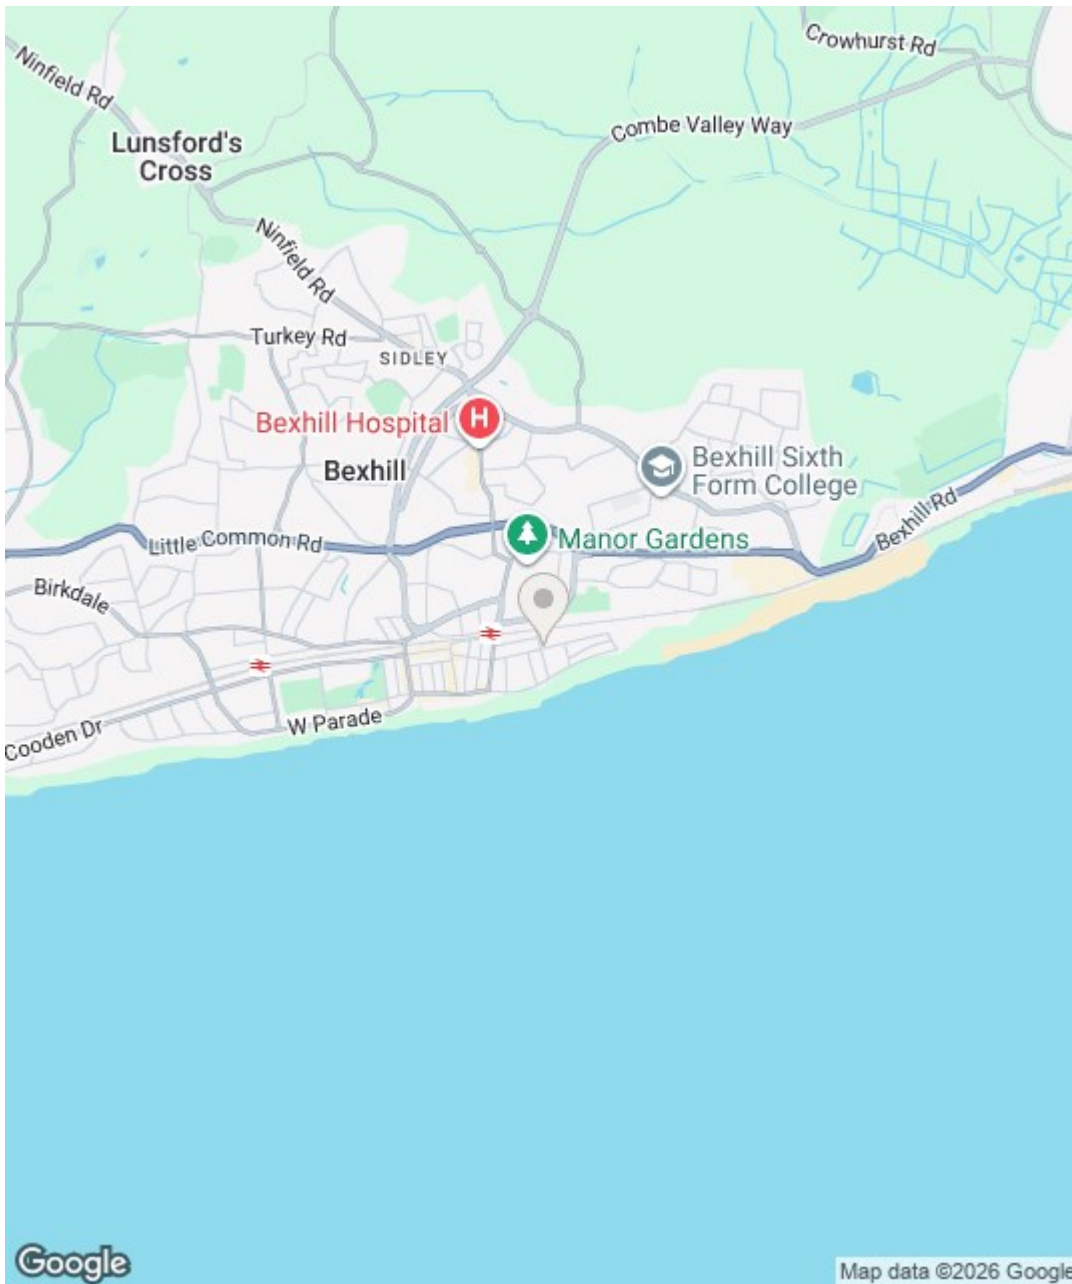 Crowhurst Rd
Ninfield Rd
Combe Valley Way
Lunsford's
Cross
Ninfield Rd
Turkey Rd
SIDLEY
Bexhill Hospital
H
Bexhill
Bexhill Sixth
Form College
Bexhill Rd
Little Common Rd
Manor Gardens
Birkdale
W Parade
Cooden Dr
Google
Map data ©2026 Google